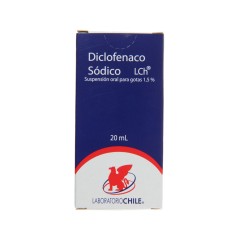 Diclofenaco
Sódico LCh®
Suspensión oral para gotas 1,5 %
20 mL
LABORATORIOCHILE®